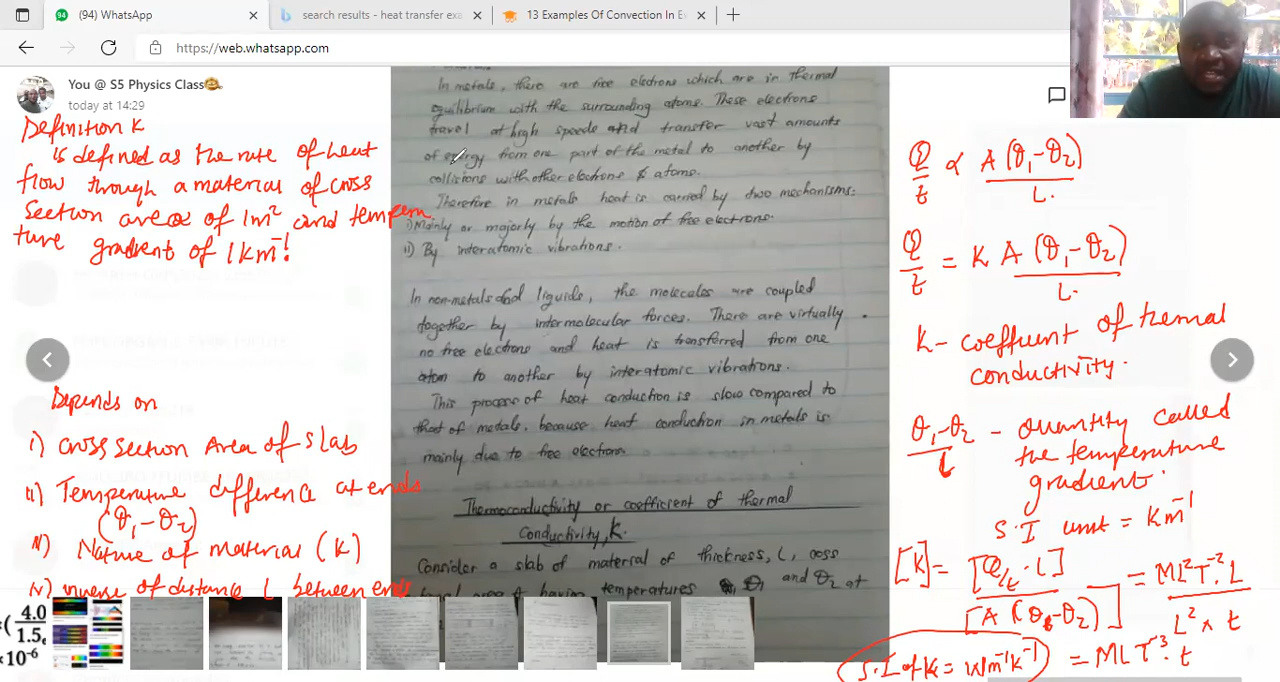 (94) WhatsApp
search results - heat transfer exa
13 Examples Of Convection In E
https://web.whatsapp.com
You @ S5 Physics Class
today at 14:29
Definition K
is defined as the rate of heat
flow through a material of cross
section area of 1m² and tempera
ture gradient of 1Km⁻¹
Depends on
i) Cross section Area of slab
ii) Temperature difference at ends
(θ₁-θ₂)
Nature of material (K)
iv) inverse of distance L between ends
In metals, there are free electrons which are in thermal
equilibrium with the surrounding atoms. These electrons
travel at high speeds and transfer vast amounts
of energy from one part of the metal to another by
collisions with other electrons & atoms.
Therefore in metals heat is carried by two mechanisms:
i) Mainly or majorly by the motion of free electrons.
ii) By interatomic vibrations.
In non-metals and liquids, the molecules are coupled
together by intermolecular forces. There are virtually
no free electrons and heat is transferred from one
atom to another by interatomic vibrations.
This process of heat conduction is slow compared to
that of metals, because heat conduction in metals is
mainly due to free electrons
Thermoconductivity or coefficient of thermal
Conductivity, K.
Consider a slab of material of thickness, L, cross
having temperatures θ₁ and θ₂ at
Q/t ∝ A(θ₁-θ₂)/L.
Q/t = K A (θ₁-θ₂)/L.
K- coeffient of thermal
conductivity.
θ₁-θ₂/L - Quantity called
the temperature
gradient.
S.I unit = Km⁻¹
[K] = [Q/t · L]/[A (θ₁-θ₂)] = ML²T⁻². L/L² x t
S.I of K = Wm⁻¹K⁻¹ = MLT⁻³. t
(4.0
1.5
×10⁻⁶